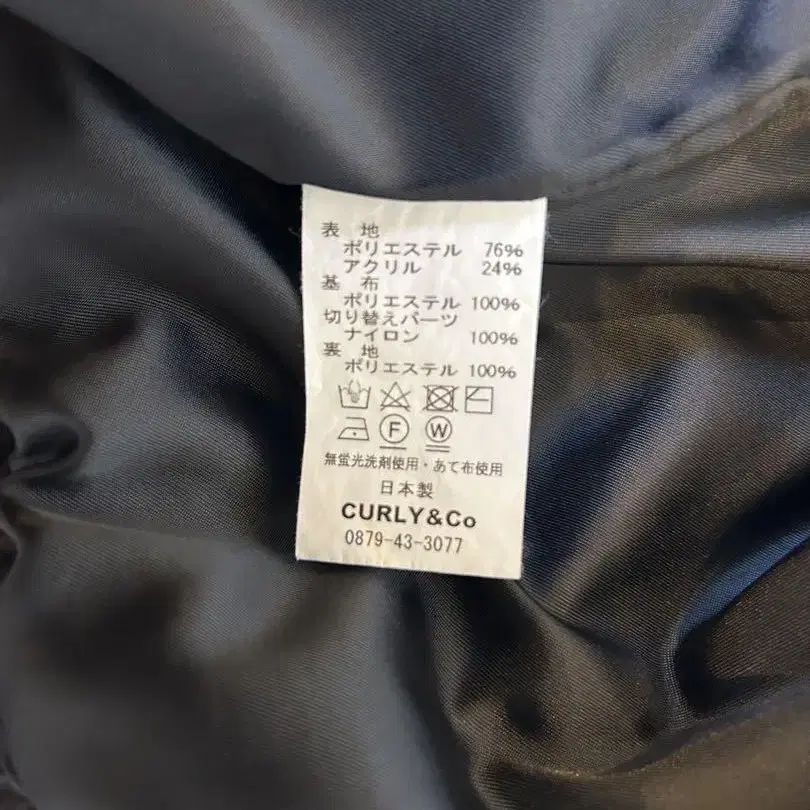 表 地
ポリエステル 76%
アクリル 24%
基 布
ポリエステル 100%
切り替えパーツ
ナイロン 100%
裏 地
ポリエステル 100%
F W
無蛍光洗剤使用・あて布使用
日本製
CURLY&Co
0879-43-3077